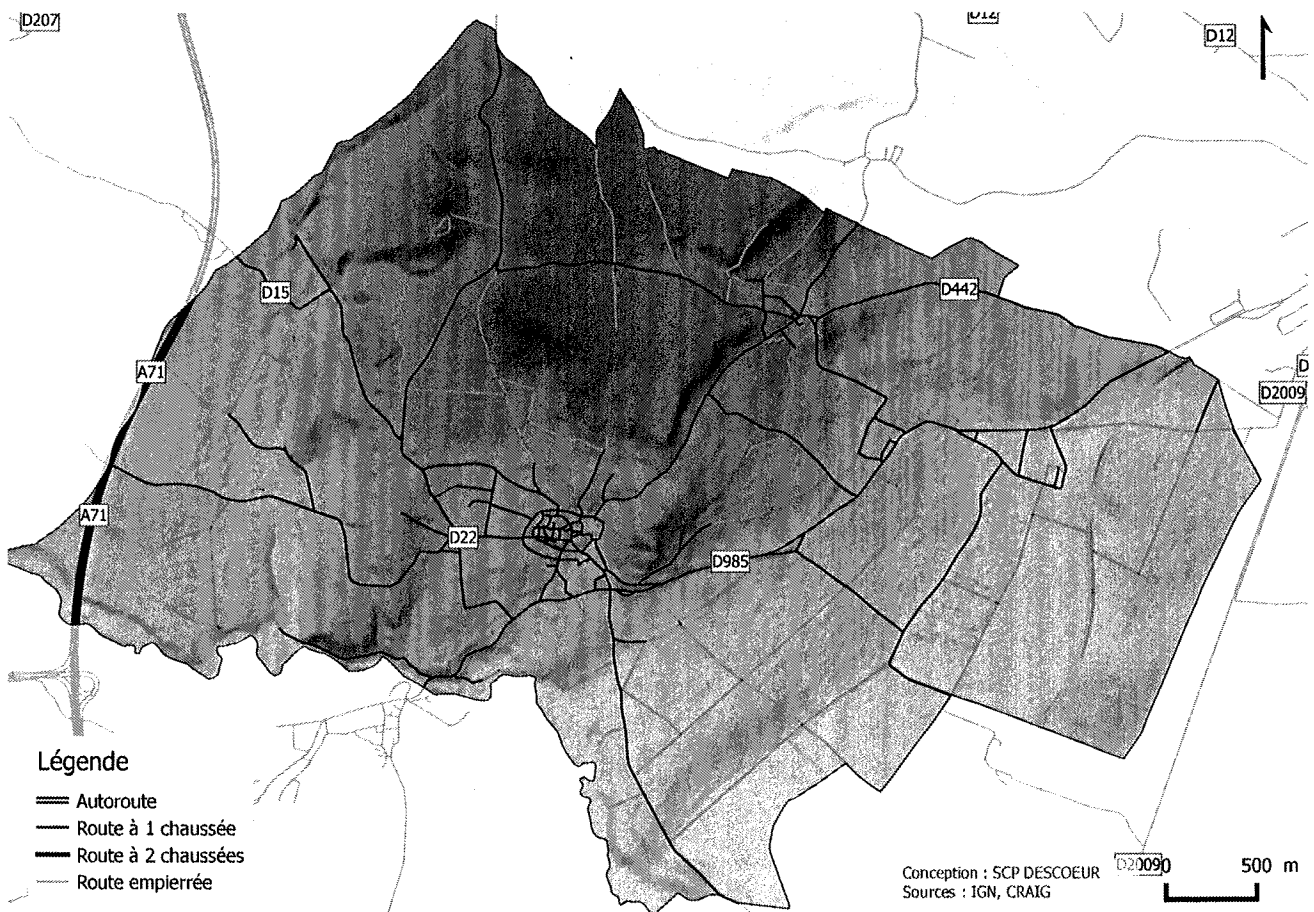 D207
D12
D12
D15
D442
A71
D2009
A71
D22
D985
Légende
Autoroute
Route à 1 chaussée
Route à 2 chaussées
Route empierrée
Conception : SCP DESCOEUR
Sources : IGN, CRAIG
D2009
0 500 m